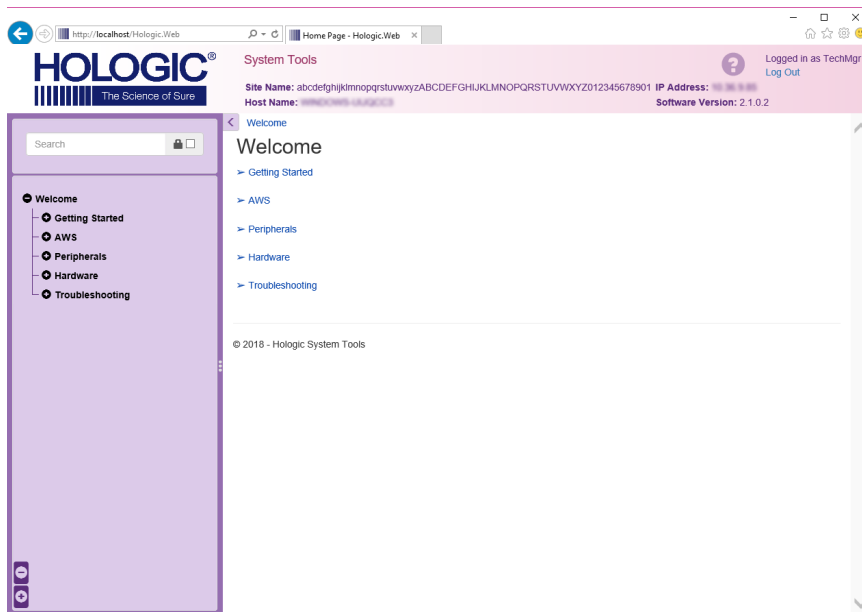 http://localhost/Hologic.Web
Home Page - Hologic.Web
HOLOGIC®
The Science of Sure
System Tools
Logged in as TechMgr
Log Out
Site Name: abcdefghijklmnopqrstuvwxyzABCDEFGHIJKLMNOPQRSTUVWXYZ012345678901 IP Address:
Host Name:
Software Version: 2.1.0.2
Search
Welcome
Getting Started
AWS
Peripherals
Hardware
Troubleshooting
Welcome
Welcome
➢ Getting Started
➢ AWS
➢ Peripherals
➢ Hardware
➢ Troubleshooting
© 2018 - Hologic System Tools